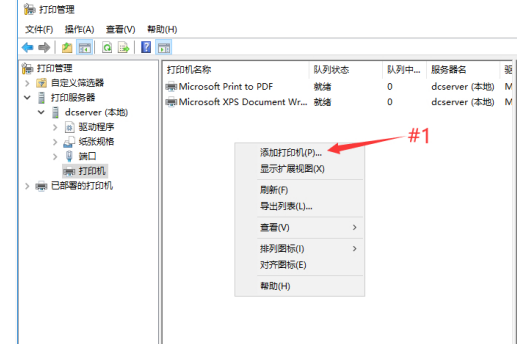 打印管理
文件(F) 操作(A) 查看(V) 帮助(H)
打印管理
自定义筛选器
打印服务器
dcserver (本地)
驱动程序
纸张规格
端口
打印机
已部署的打印机
打印机名称 队列状态 队列中... 服务器名 驱
Microsoft Print to PDF 就绪 0 dcserver (本地) M
Microsoft XPS Document Wr... 就绪 0 dcserver (本地) M
#1
添加打印机(P)...
显示扩展视图(X)
刷新(F)
导出列表(L)...
查看(V)
排列图标(I)
对齐图标(E)
帮助(H)